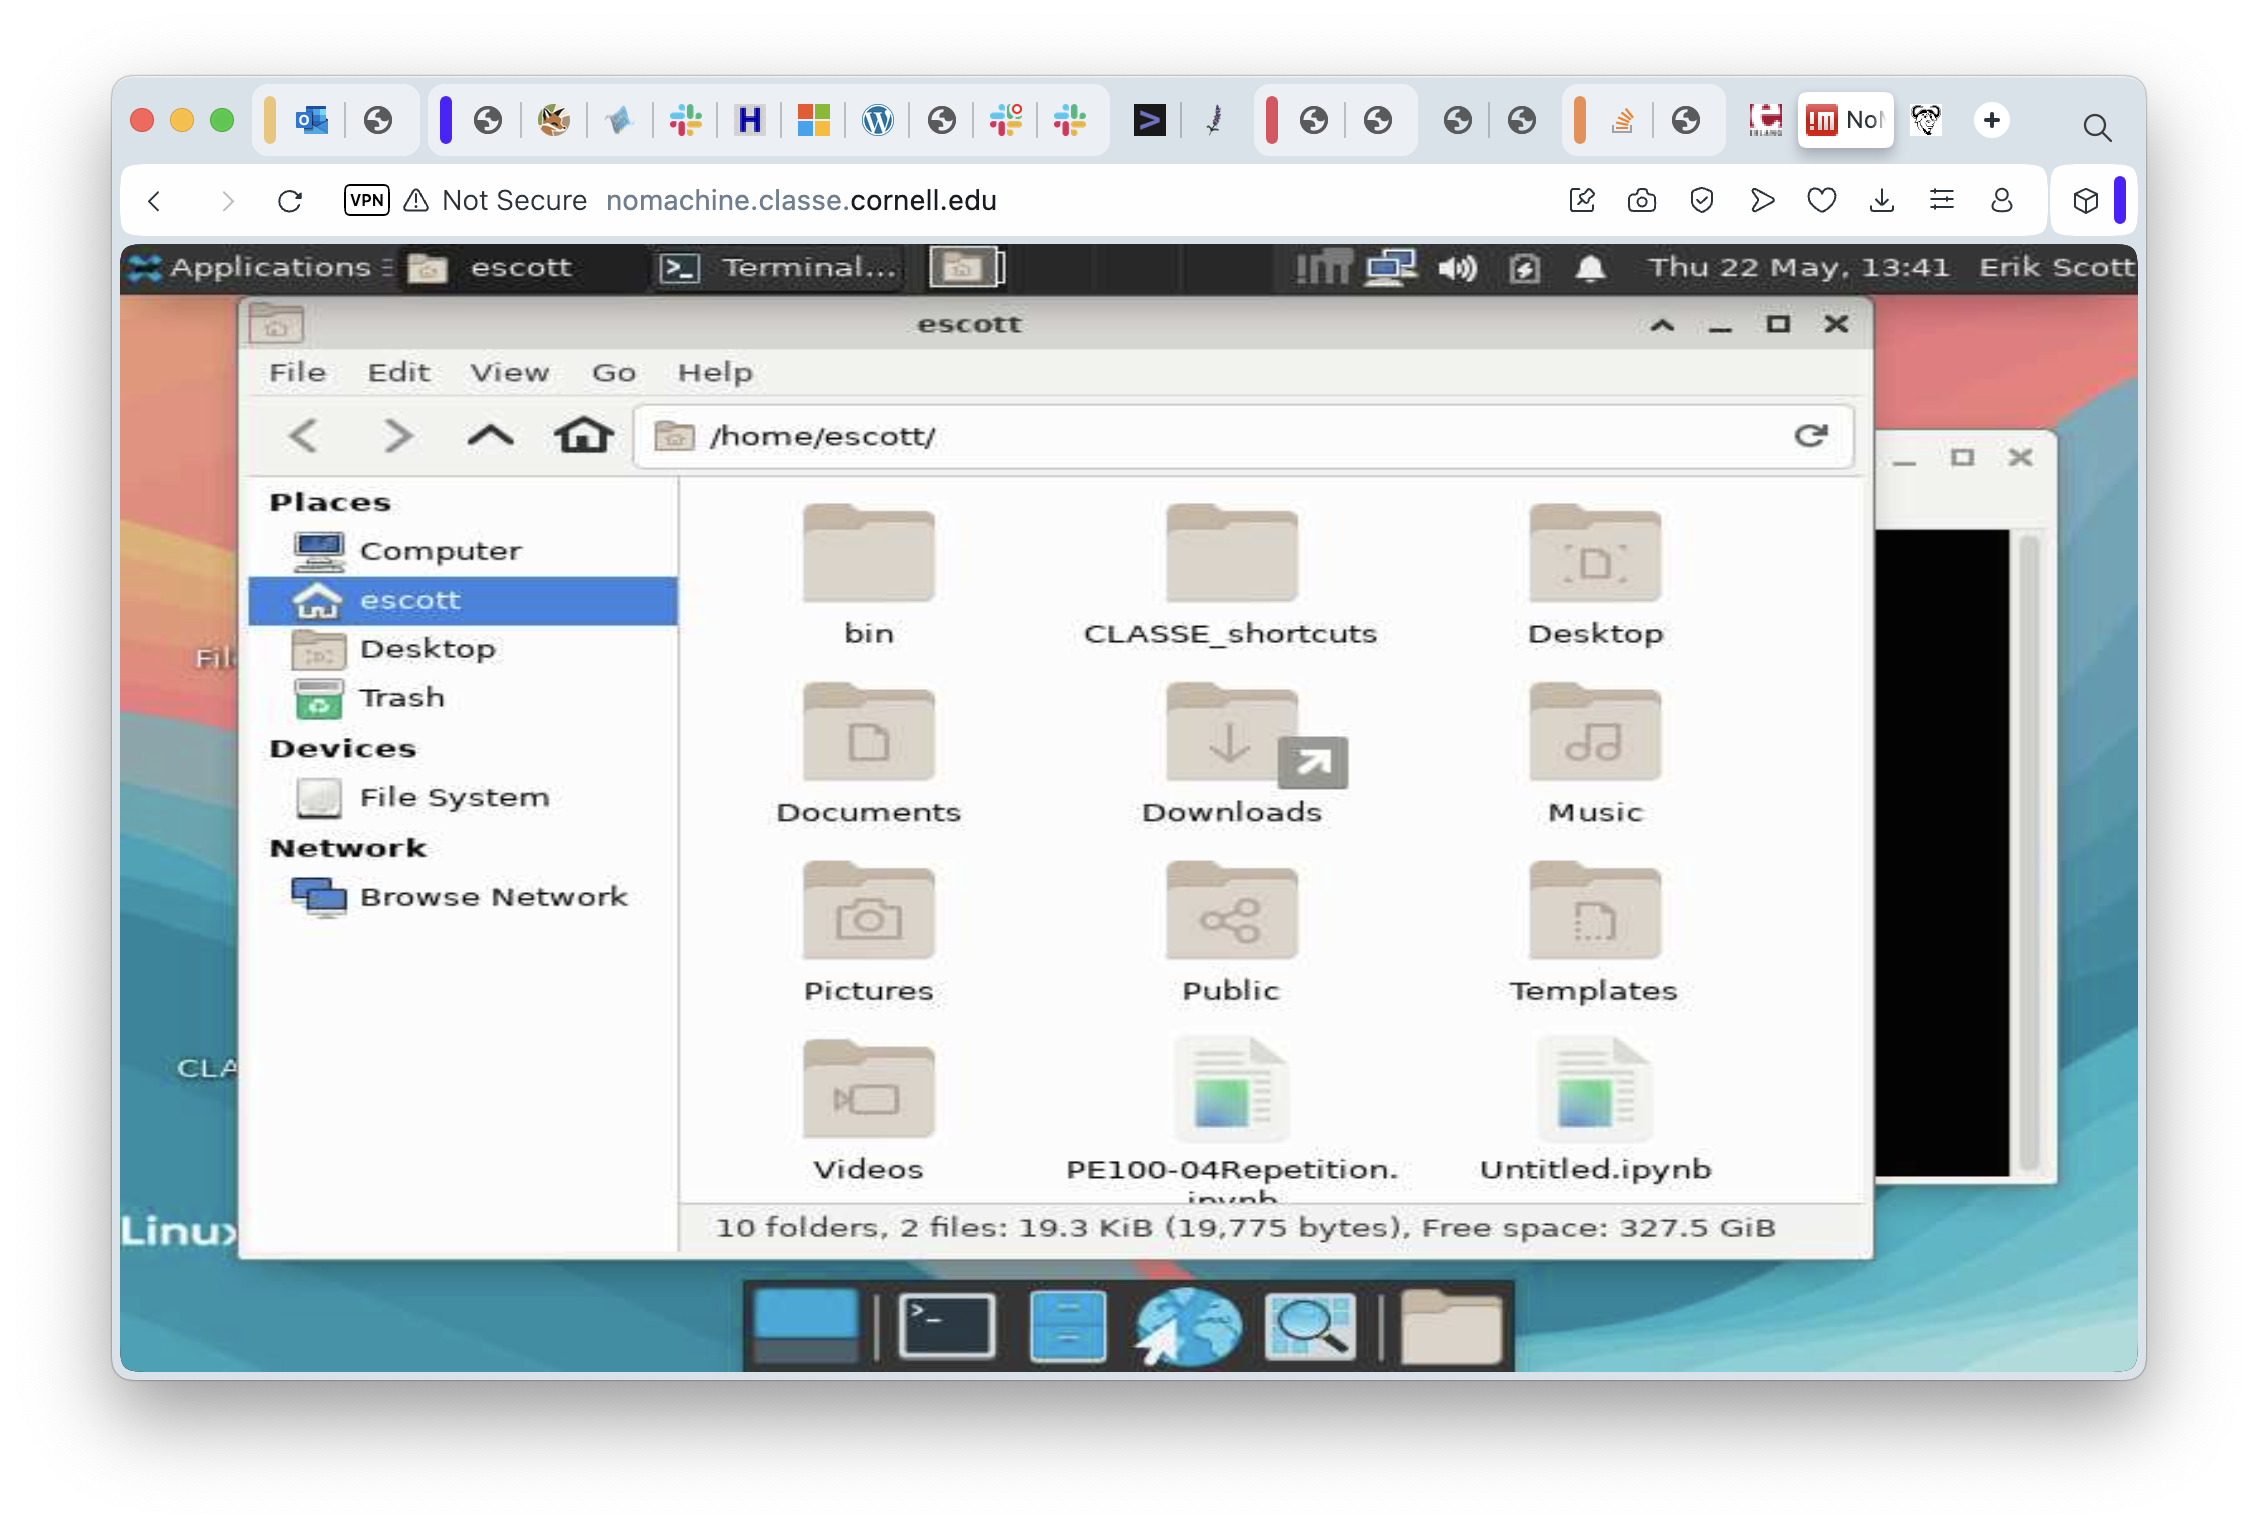 NoM
VPN Not Secure nomachine.classe.cornell.edu
Applications escott Terminal... Thu 22 May, 13:41 Erik Scott
escott
File Edit View Go Help
/home/escott/
Places
Computer
escott
Desktop
Trash
Devices
File System
Network
Browse Network
bin CLASSE_shortcuts Desktop
Documents Downloads Music
Pictures Public Templates
Videos PE100-04Repetition.ipynb Untitled.ipynb
10 folders, 2 files: 19.3 KiB (19,775 bytes), Free space: 327.5 GiB
File
CLA
Linux